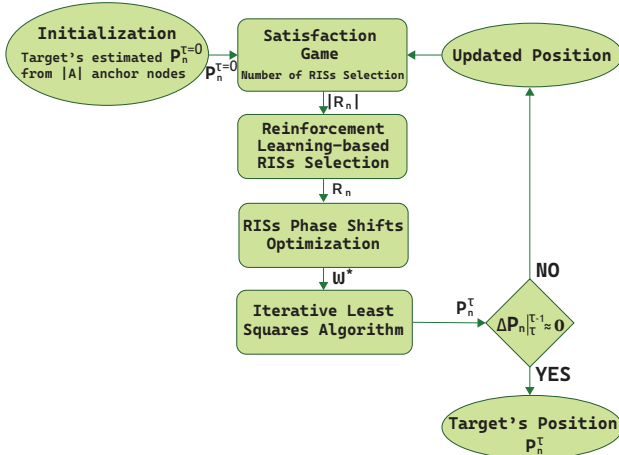 Initialization
Target's estimated P_n^{τ=0}
from |A| anchor nodes
P_n^{τ=0}
Satisfaction
Game
Number of RISs Selection
Updated Position
|R_n|
Reinforcement
Learning-based
RISs Selection
R_n
RISs Phase Shifts
Optimization
W*
NO
Iterative Least
Squares Algorithm
P_n^τ
ΔP_n|_τ^{τ-1} ≈ 0
YES
Target's Position
P_n^τ